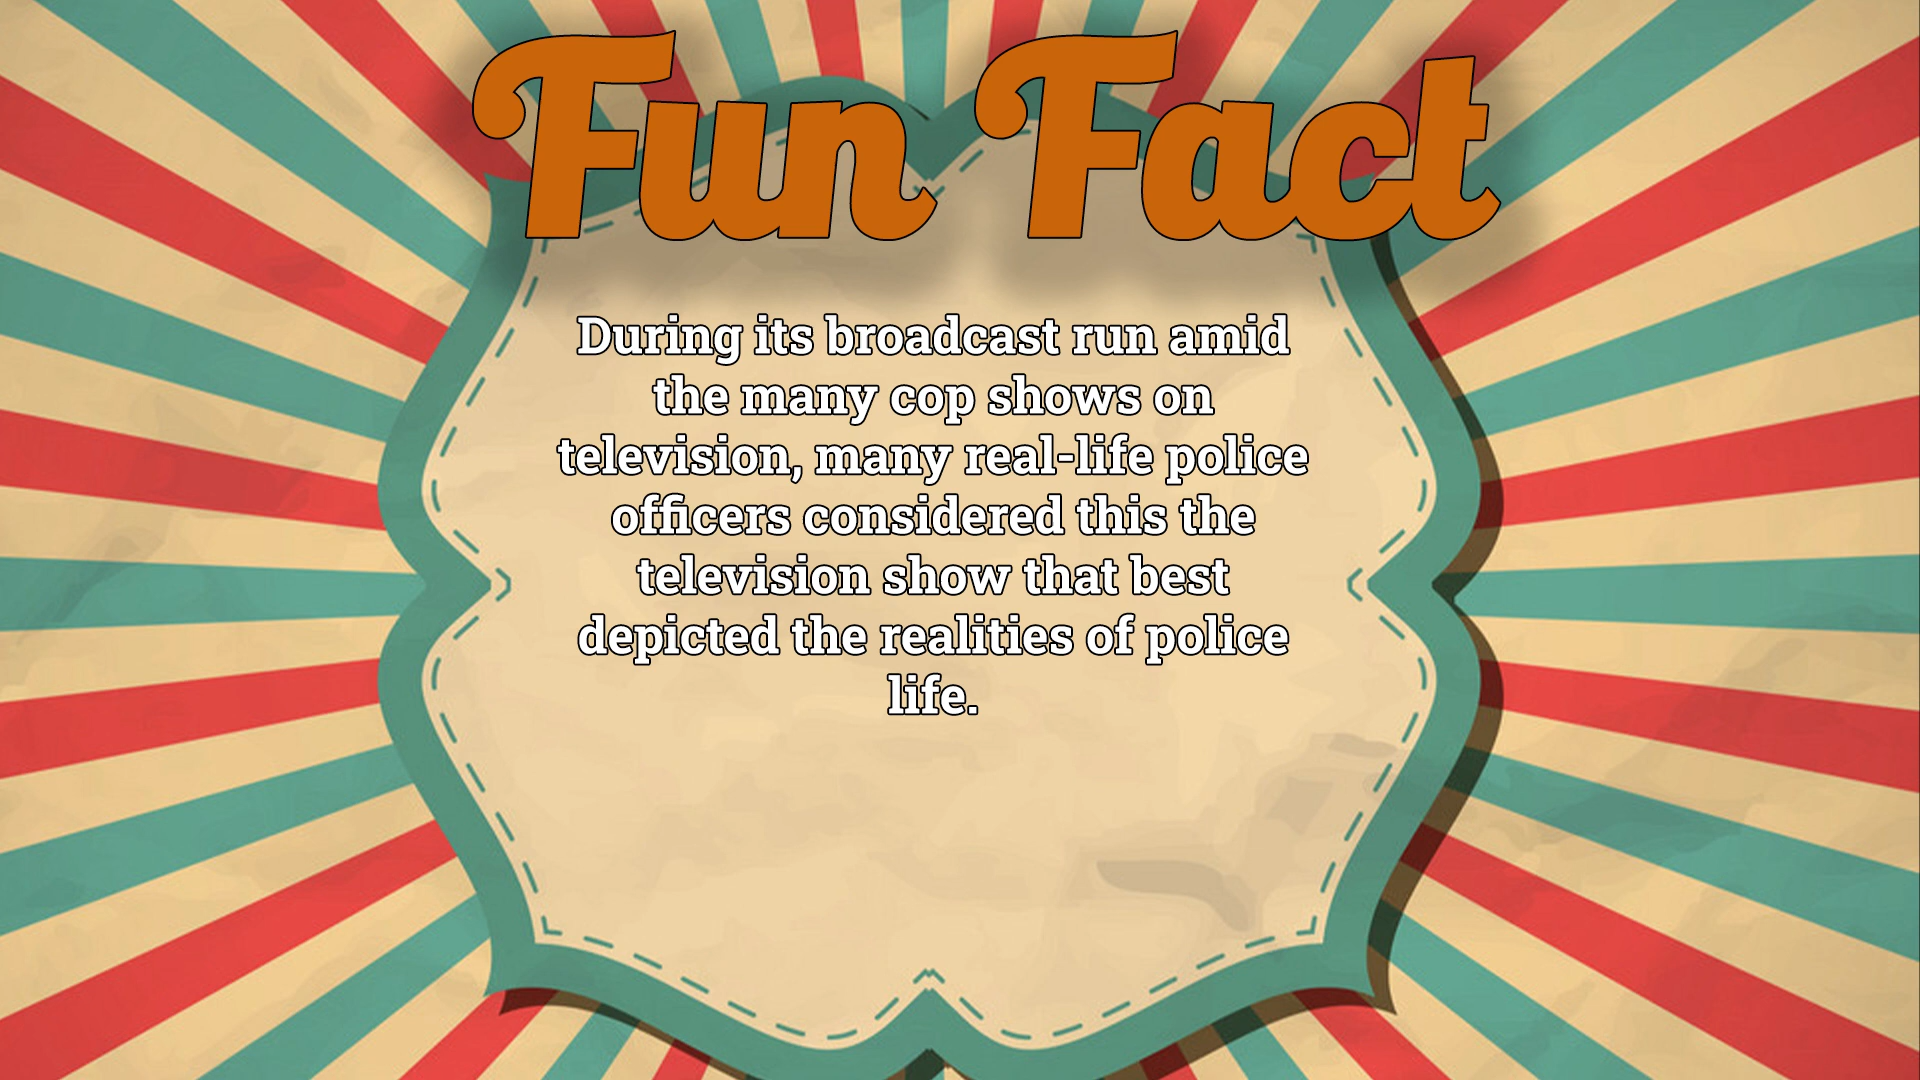 Fun Fact
During its broadcast run amid
the many cop shows on
television, many real-life police
officers considered this the
television show that best
depicted the realities of police
life.